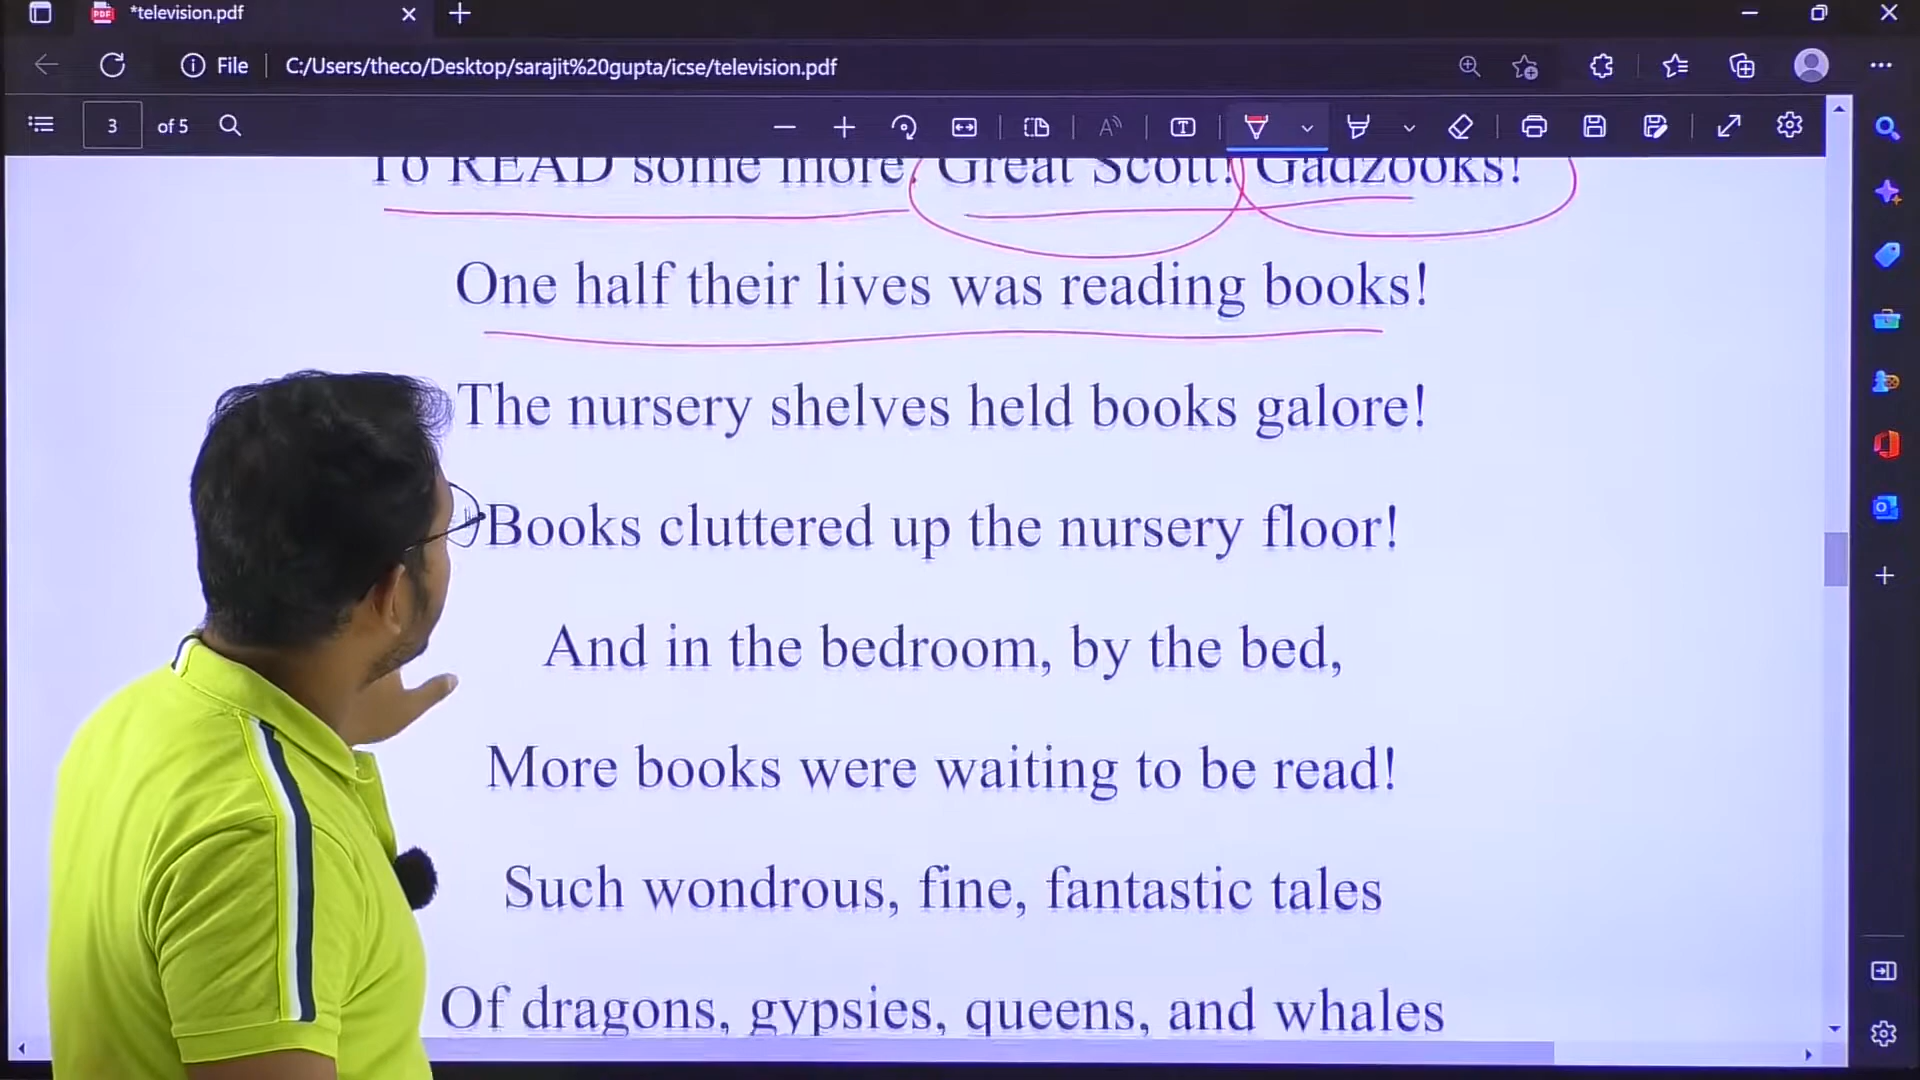 *television.pdf
File
C:/Users/theco/Desktop/sarajit%20gupta/icse/television.pdf
3 of 5
To READ some more. Great Scott! Gadzooks!
One half their lives was reading books!
The nursery shelves held books galore!
Books cluttered up the nursery floor!
And in the bedroom, by the bed,
More books were waiting to be read!
Such wondrous, fine, fantastic tales
Of dragons, gypsies, queens, and whales